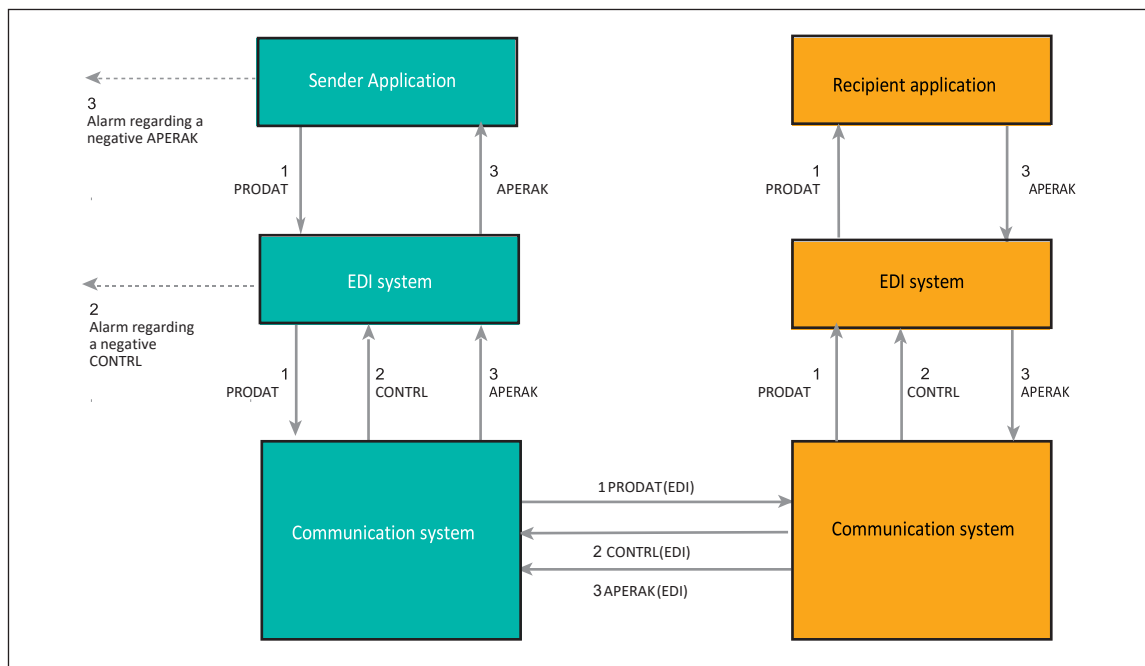 Sender Application
Recipient application
3
Alarm regarding a
negative APERAK
1
PRODAT
3
APERAK
1
PRODAT
3
APERAK
EDI system
EDI system
2
Alarm regarding
a negative
CONTRL
1
PRODAT
2
CONTRL
3
APERAK
1
PRODAT
2
CONTRL
3
APERAK
1 PRODAT(EDI)
Communication system
Communication system
2 CONTRL(EDI)
3 APERAK(EDI)